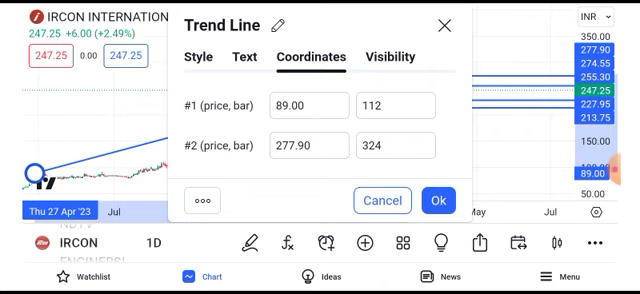 IRCON INTERNATION
247.25 +6.00 (+2.49%)
247.25 0.00 247.25
Trend Line
Style Text Coordinates Visibility
#1 (price, bar) 89.00 112
#2 (price, bar) 277.90 324
Cancel Ok
INR
350.00
277.90
274.55
255.30
247.25
227.95
213.75
150.00
89.00
50.00
Thu 27 Apr '23 Jul May Jul
IRCON 1D
Watchlist Chart Ideas News Menu